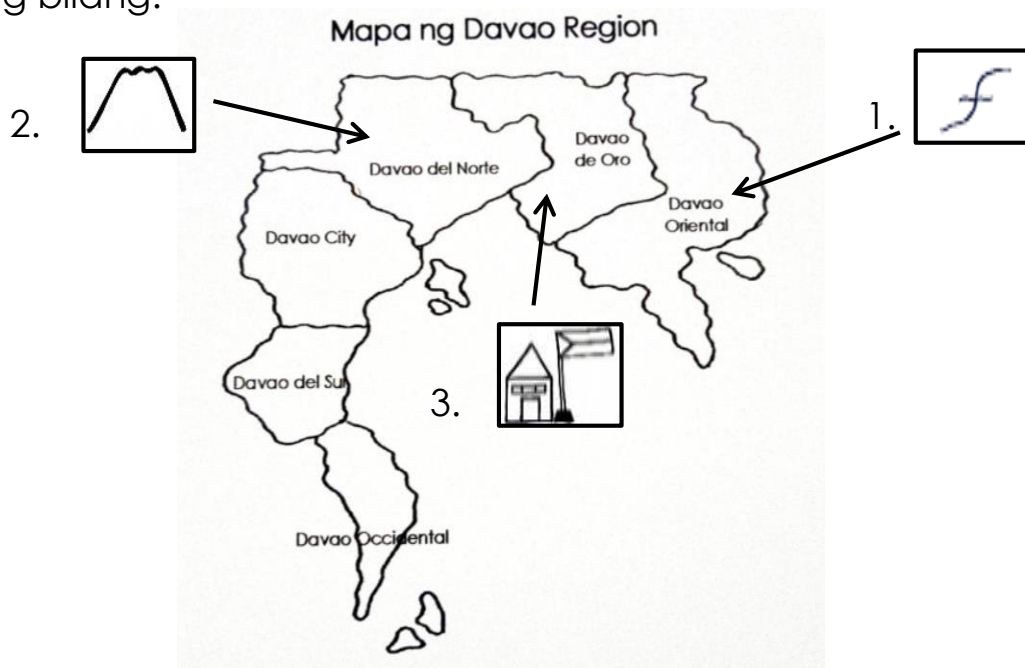 g bilang.
Mapa ng Davao Region
2.
1.
Davao del Norte
Davao
de Oro
Davao
Oriental
Davao City
Davao del Su
3.
Davao Occidental